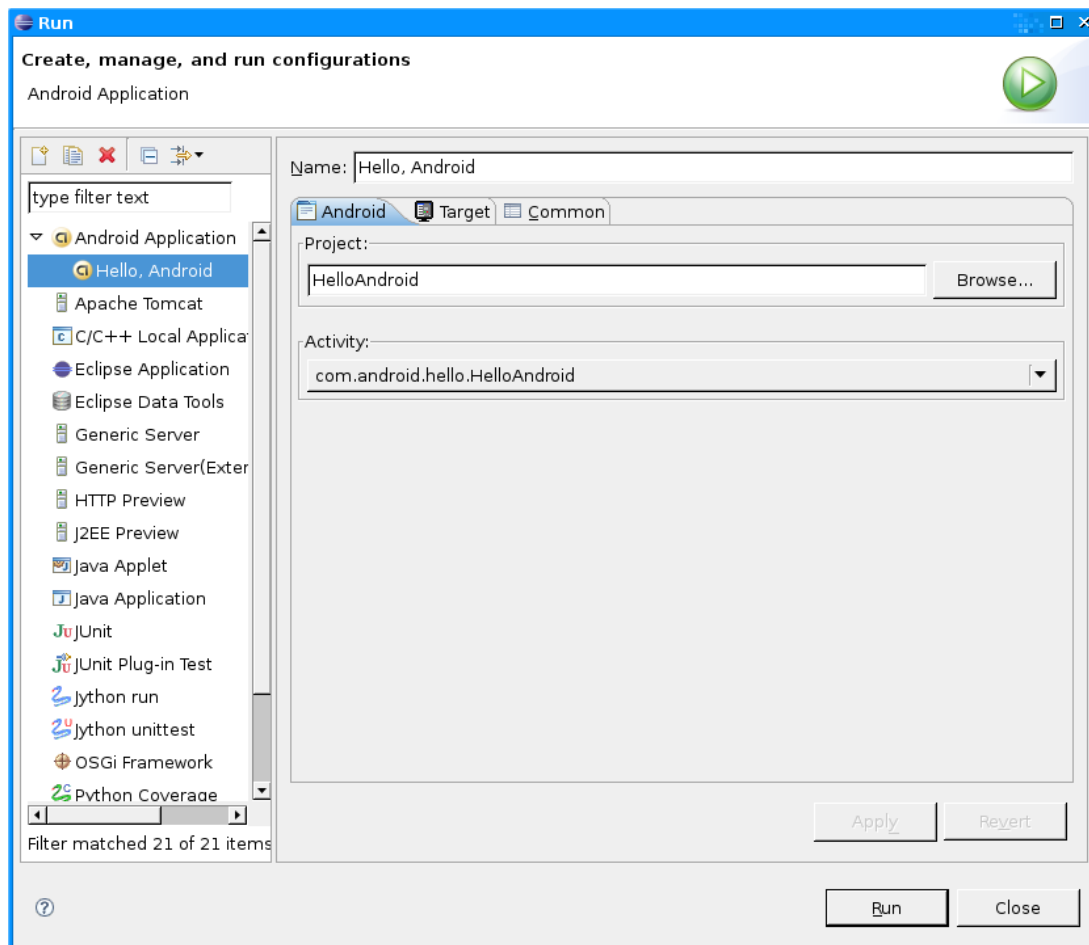 Run
Create, manage, and run configurations
Android Application
type filter text
Android Application
Hello, Android
Apache Tomcat
C/C++ Local Applica
Eclipse Application
Eclipse Data Tools
Generic Server
Generic Server(Exter
HTTP Preview
J2EE Preview
Java Applet
Java Application
JUnit
JUnit Plug-in Test
Jython run
Jython unittest
OSGi Framework
Python Coverage
Filter matched 21 of 21 items
Name: Hello, Android
Android Target Common
Project:
HelloAndroid Browse...
Activity:
com.android.hello.HelloAndroid
Apply Revert
Run Close